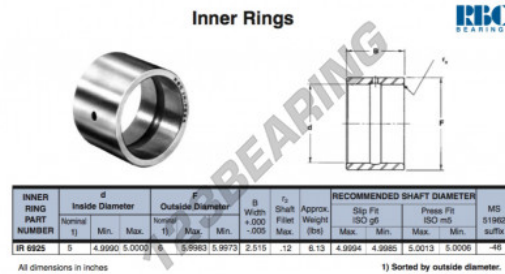 Inner Rings
RBC
BEARINGS
123BEARING
B
rₛ
d
F
INNER RING PART NUMBER
d Inside Diameter
F Outside Diameter
B Width +.000 -.005
Shaft Fillet Max.
Approx. Weight (lbs)
RECOMMENDED SHAFT DIAMETER
MS 51962 suffix
Nominal 1) Min. Max.
Nominal 1) Max. Min.
Slip Fit ISO g6
Press Fit ISO m5
Max. Min. Max. Min.
IR 6925 5 4.9990 5.0000 6 5.9983 5.9973 2.515 .12 6.13 4.9994 4.9985 5.0013 5.0006 -46
All dimensions in inches
1) Sorted by outside diameter.